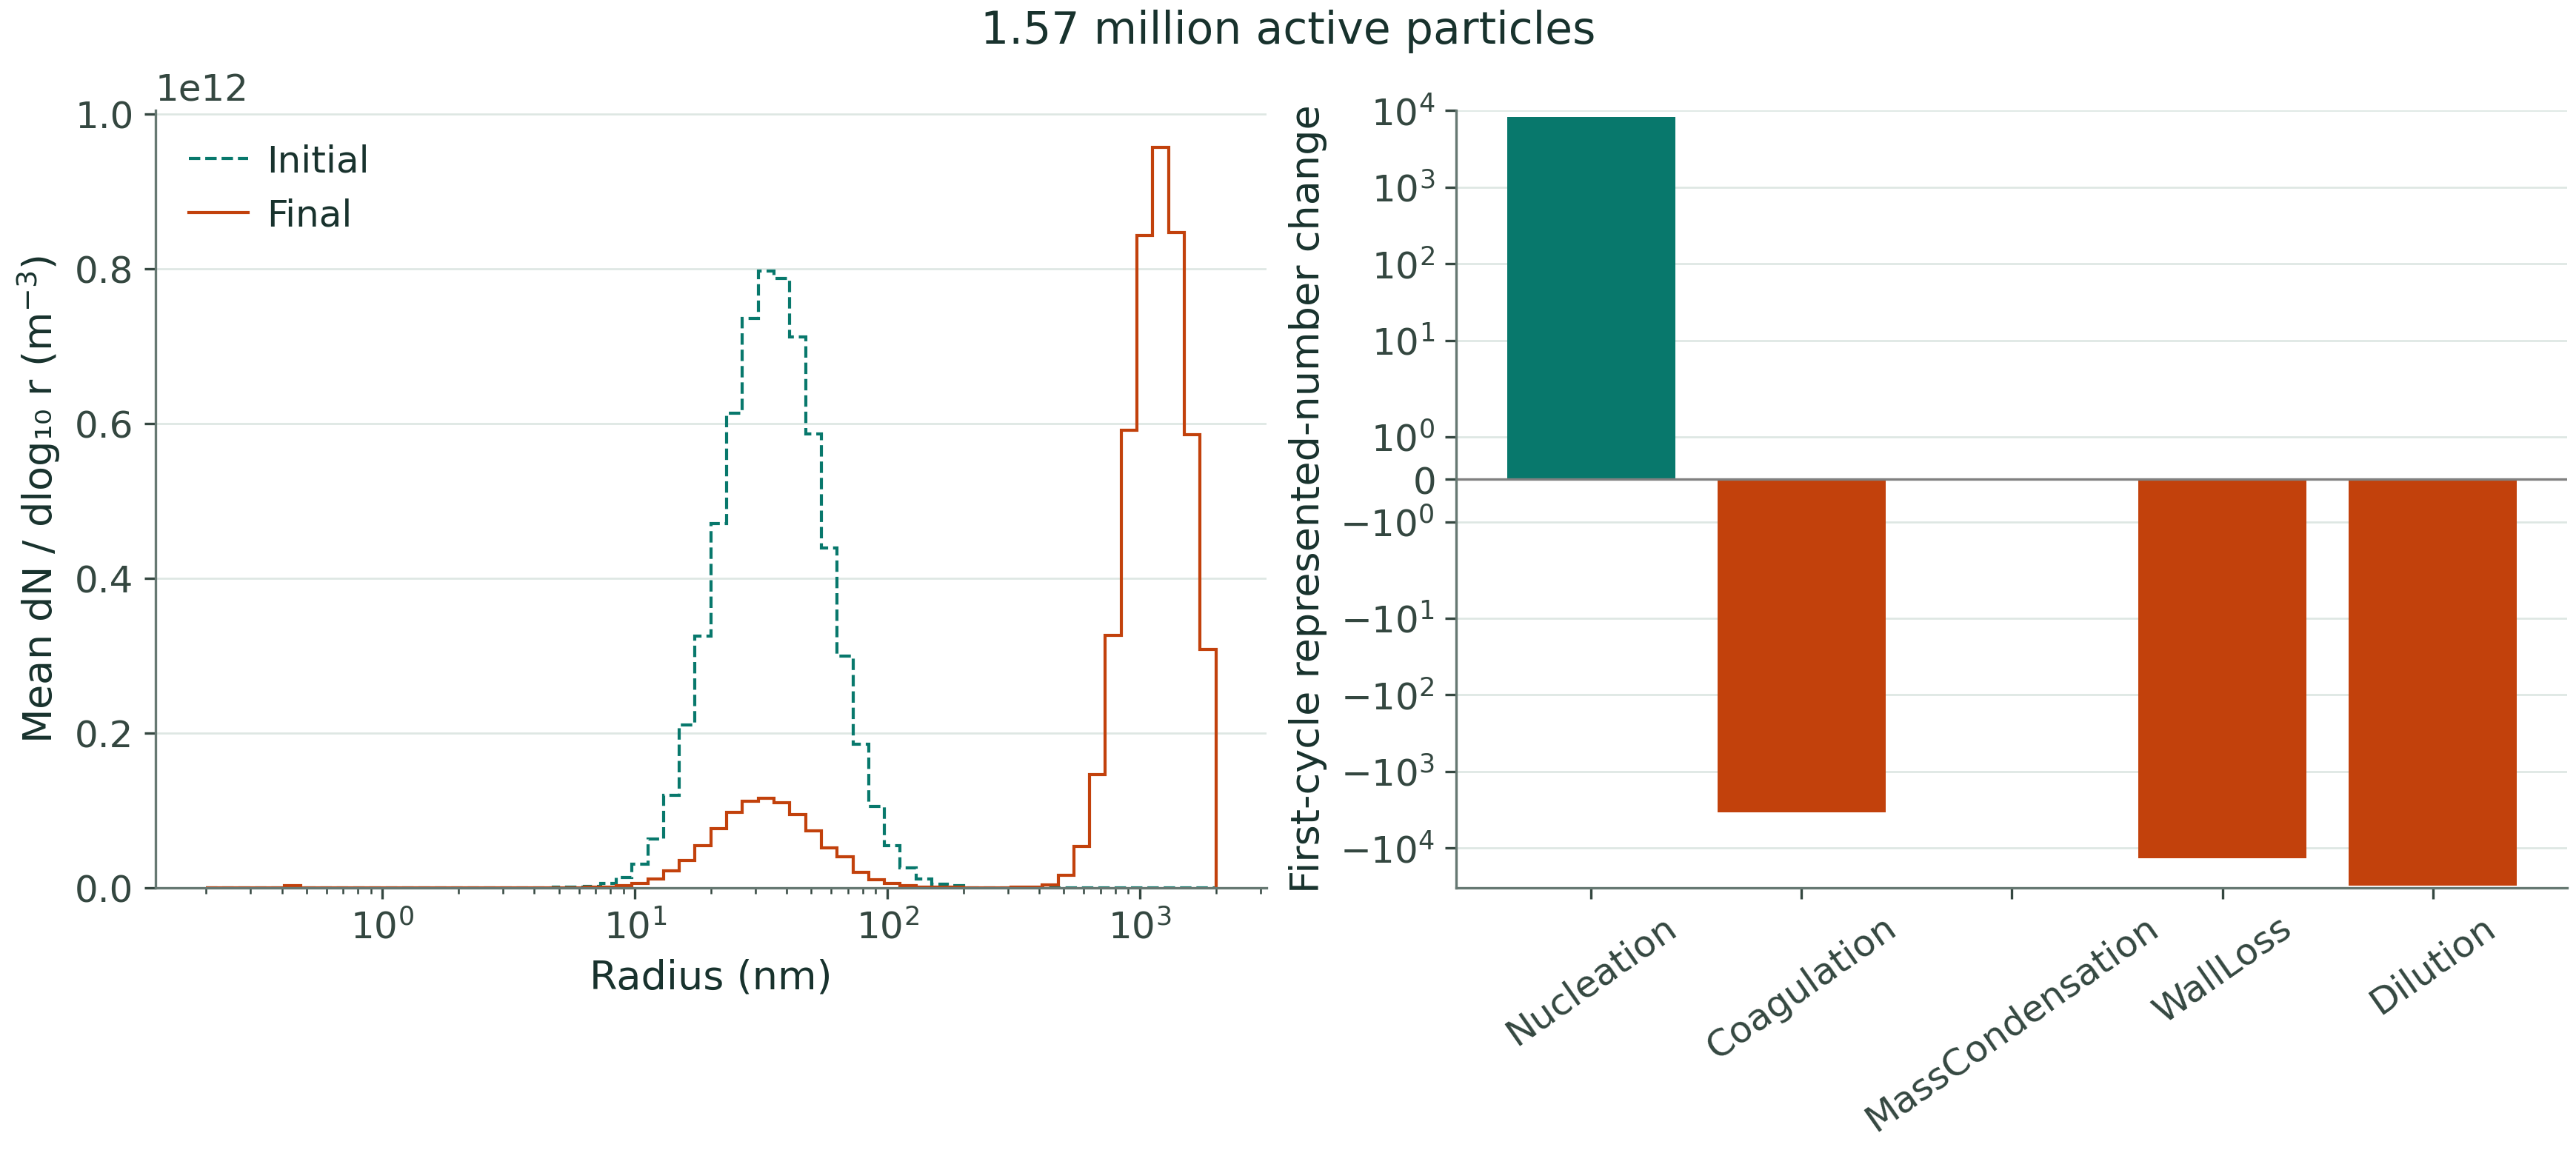 1.57 million active particles
1e12
1.0
0.8
0.6
0.4
0.2
0.0
Mean dN / dlog₁₀ r (m⁻³)
Initial
Final
10⁰
10¹
10²
10³
Radius (nm)
First-cycle represented-number change
10⁴
10³
10²
10¹
10⁰
0
−10⁰
−10¹
−10²
−10³
−10⁴
Nucleation
Coagulation
MassCondensation
WallLoss
Dilution